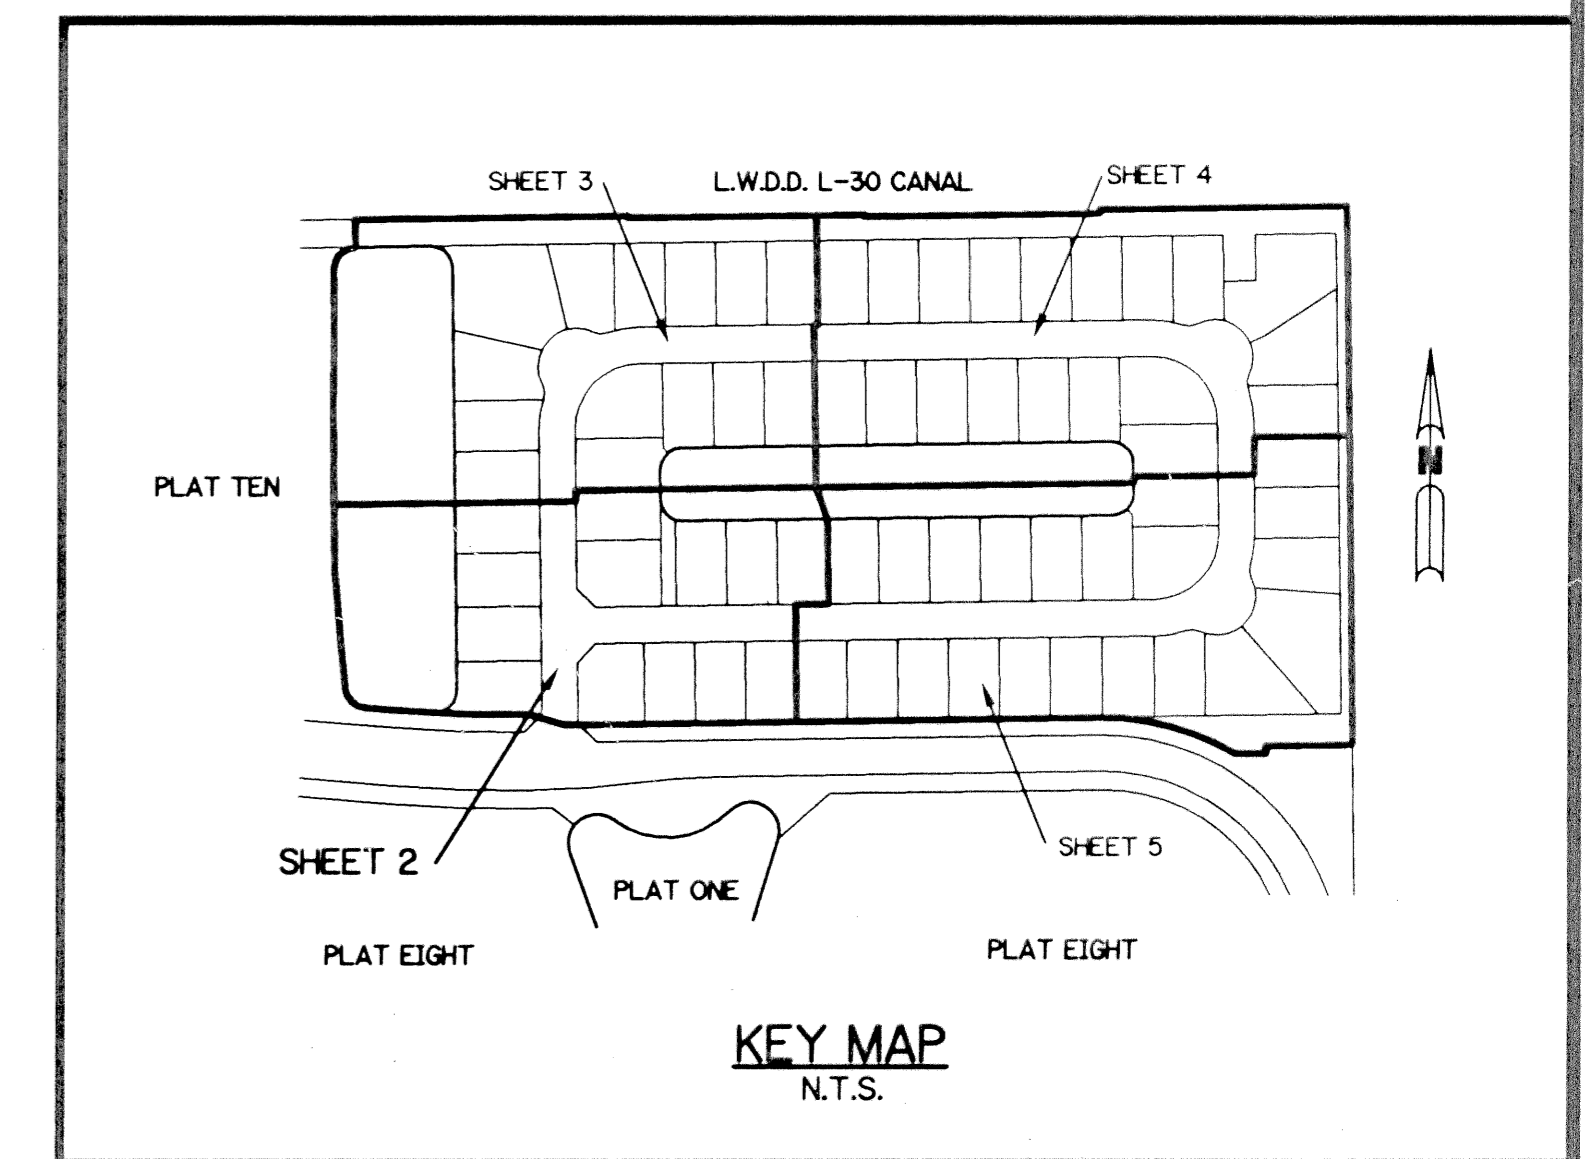 SHEET 3
L.W.D.D. L-30 CANAL
SHEET 4
PLAT TEN
N
SHEET 2
SHEET 5
PLAT ONE
PLAT EIGHT
PLAT EIGHT
KEY MAP
N.T.S.